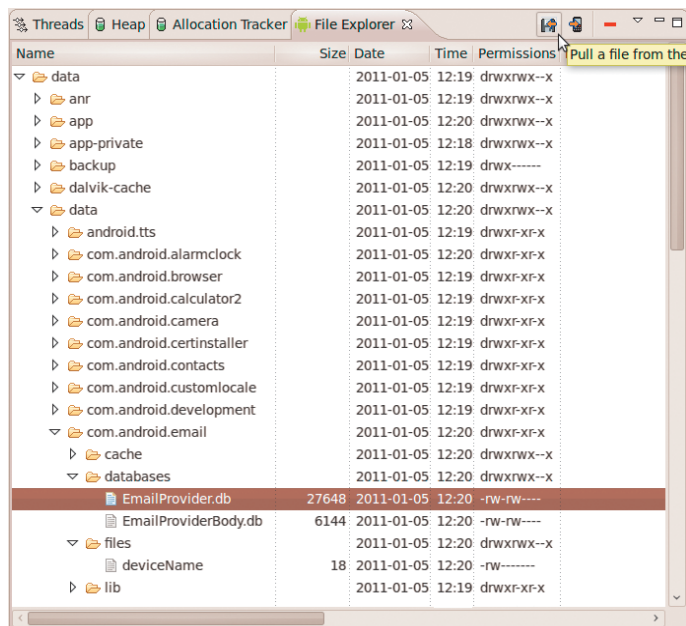 Threads Heap Allocation Tracker File Explorer
Name Size Date Time Permissions Pull a file from the
data 2011-01-05 12:19 drwxrwx--x
anr 2011-01-05 12:19 drwxrwx--x
app 2011-01-05 12:20 drwxrwx--x
app-private 2011-01-05 12:18 drwxrwx--x
backup 2011-01-05 12:19 drwx------
dalvik-cache 2011-01-05 12:20 drwxrwx--x
data 2011-01-05 12:20 drwxrwx--x
android.tts 2011-01-05 12:19 drwxr-xr-x
com.android.alarmclock 2011-01-05 12:20 drwxr-xr-x
com.android.browser 2011-01-05 12:19 drwxr-xr-x
com.android.calculator2 2011-01-05 12:19 drwxr-xr-x
com.android.camera 2011-01-05 12:19 drwxr-xr-x
com.android.certinstaller 2011-01-05 12:19 drwxr-xr-x
com.android.contacts 2011-01-05 12:19 drwxr-xr-x
com.android.customlocale 2011-01-05 12:19 drwxr-xr-x
com.android.development 2011-01-05 12:19 drwxr-xr-x
com.android.email 2011-01-05 12:20 drwxr-xr-x
cache 2011-01-05 12:20 drwxrwx--x
databases 2011-01-05 12:20 drwxrwx--x
EmailProvider.db 27648 2011-01-05 12:20 -rw-rw----
EmailProviderBody.db 6144 2011-01-05 12:20 -rw-rw----
files 2011-01-05 12:20 drwxrwx--x
deviceName 18 2011-01-05 12:20 -rw-------
lib 2011-01-05 12:19 drwxr-xr-x